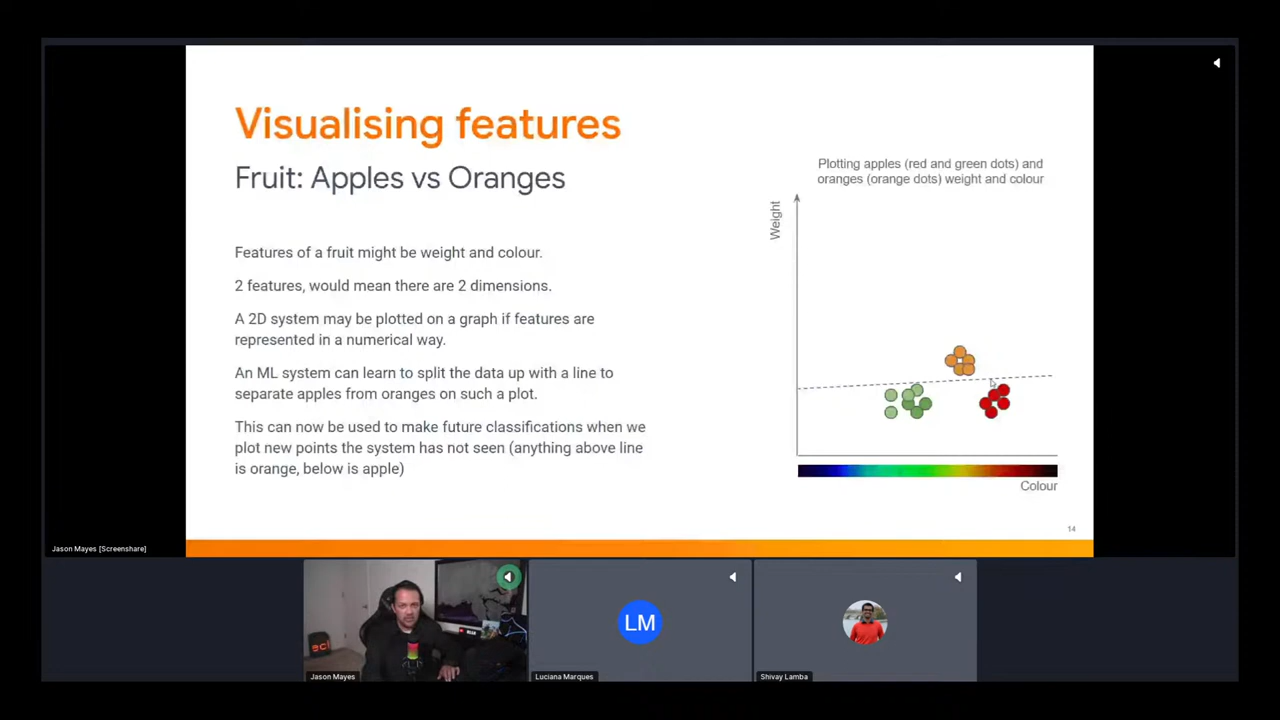 Visualising features
Fruit: Apples vs Oranges
Features of a fruit might be weight and colour.
2 features, would mean there are 2 dimensions.
A 2D system may be plotted on a graph if features are
represented in a numerical way.
An ML system can learn to split the data up with a line to
separate apples from oranges on such a plot.
This can now be used to make future classifications when we
plot new points the system has not seen (anything above line
is orange, below is apple)
Plotting apples (red and green dots) and
oranges (orange dots) weight and colour
Weight
Colour
14
Jason Mayes [Screenshare]
Jason Mayes
LM
Luciana Marques
Shivay Lamba